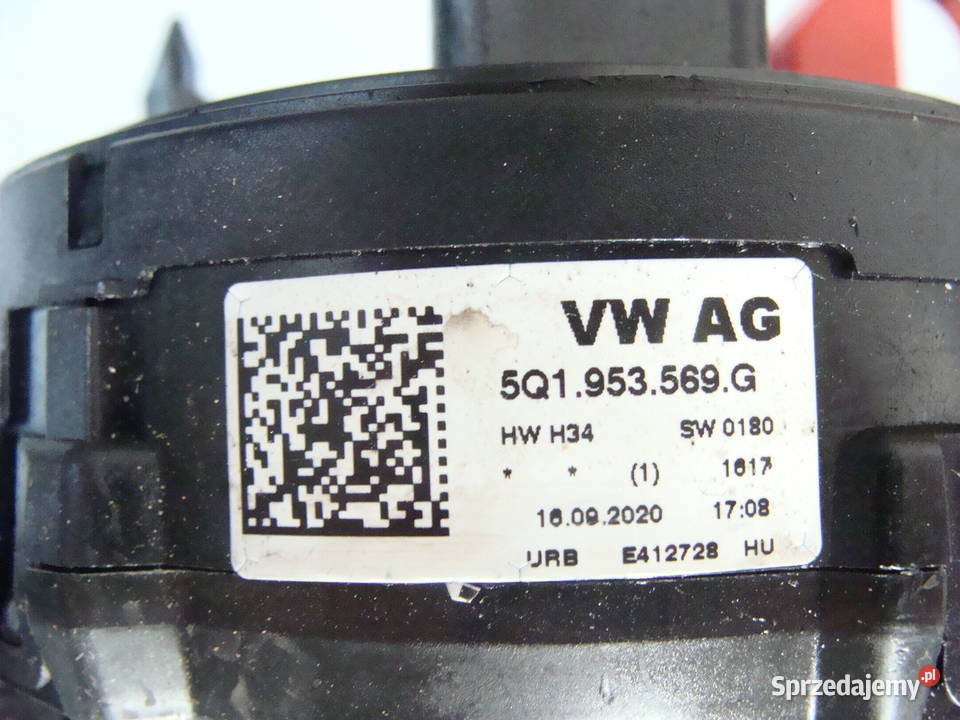 VW AG
5Q1.953.569.G
HW H34 SW 0180
* * (1) 1617
16.09.2020 17:08
URB E412728 HU
Sprzedajemy.pl